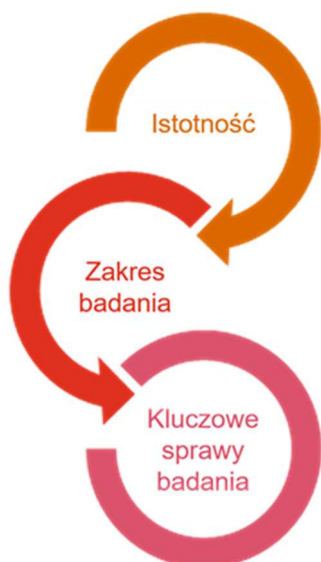 Istotność
Zakres
badania
Kluczowe
sprawy
badania